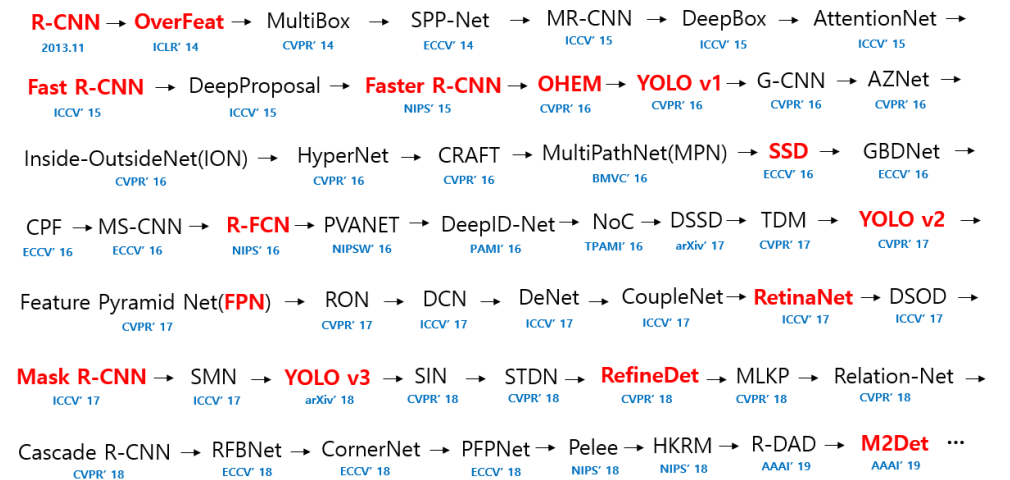 R-CNN → OverFeat → MultiBox → SPP-Net → MR-CNN → DeepBox → AttentionNet →
2013.11 ICLR' 14 CVPR' 14 ECCV' 14 ICCV' 15 ICCV' 15 ICCV' 15
Fast R-CNN → DeepProposal → Faster R-CNN → OHEM → YOLO v1 → G-CNN → AZNet →
ICCV' 15 ICCV' 15 NIPS' 15 CVPR' 16 CVPR' 16 CVPR' 16 CVPR' 16
Inside-OutsideNet(ION) → HyperNet → CRAFT → MultiPathNet(MPN) → SSD → GBDNet →
CVPR' 16 CVPR' 16 CVPR' 16 BMVC' 16 ECCV' 16 ECCV' 16
CPF → MS-CNN → R-FCN → PVANET → DeepID-Net → NoC → DSSD → TDM → YOLO v2 →
ECCV' 16 ECCV' 16 NIPS' 16 NIPSW' 16 PAMI' 16 TPAMI' 16 arXiv' 17 CVPR' 17 CVPR' 17
Feature Pyramid Net(FPN) → RON → DCN → DeNet → CoupleNet → RetinaNet → DSOD →
CVPR' 17 CVPR' 17 ICCV' 17 ICCV' 17 ICCV' 17 ICCV' 17 ICCV' 17
Mask R-CNN → SMN → YOLO v3 → SIN → STDN → RefineDet → MLKP → Relation-Net →
ICCV' 17 ICCV' 17 arXiv' 18 CVPR' 18 CVPR' 18 CVPR' 18 CVPR' 18 CVPR' 18
Cascade R-CNN → RFBNet → CornerNet → PFPNet → Pelee → HKRM → R-DAD → M2Det ⋯
CVPR' 18 ECCV' 18 ECCV' 18 ECCV' 18 NIPS' 18 NIPS' 18 AAAI' 19 AAAI' 19